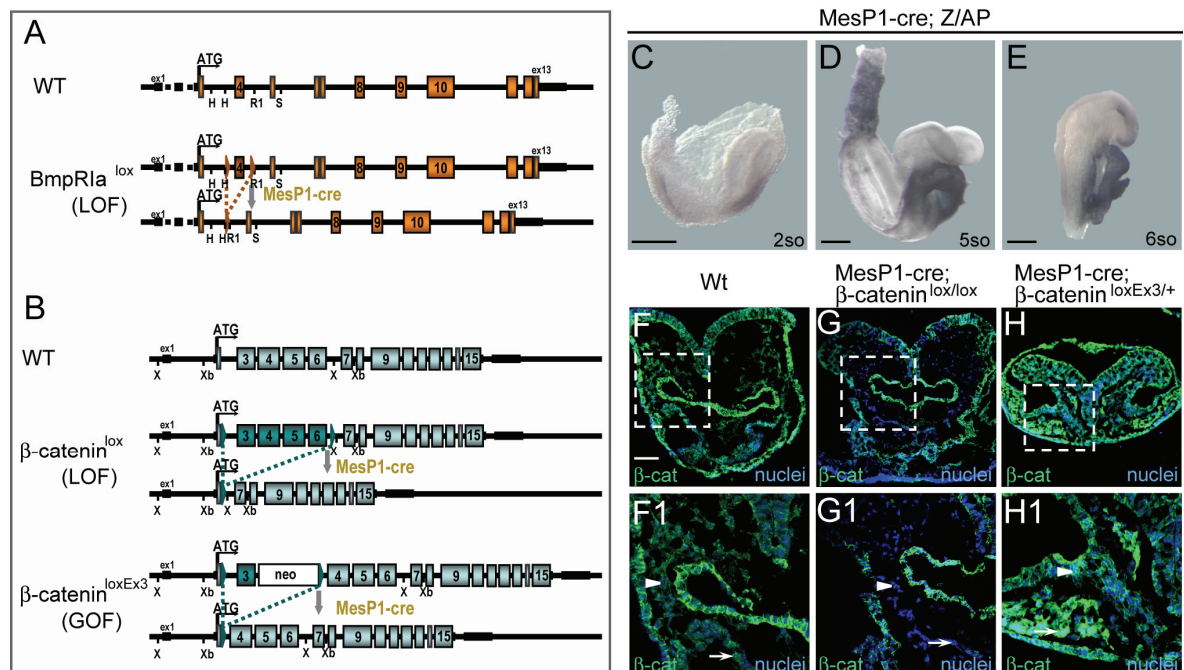 A
WT
ATG
ex1
4
8
9
10
ex13
H H R1 S
BmpRIa lox
(LOF)
ATG
ex1
4
8
9
10
ex13
H H R1 S
MesP1-cre
ATG
ex1
8
9
10
ex13
H H R1 S
B
WT
ATG
ex1
3 4 5 6 7 9 15
X Xb X Xb
β-catenin lox
(LOF)
ATG
ex1
3 4 5 6 7 9 15
X Xb X Xb
MesP1-cre
ATG
7 9 15
X Xb X Xb
β-catenin loxEx3
(GOF)
ATG
ex1
3 neo 4 5 6 7 9 15
X Xb X Xb
MesP1-cre
ATG
4 5 6 7 9 15
X Xb X Xb
MesP1-cre; Z/AP
C
2so
D
5so
E
6so
Wt
MesP1-cre;
β-catenin lox/lox
MesP1-cre;
β-catenin loxEx3/+
F
β-cat nuclei
G
β-cat nuclei
H
β-cat nuclei
F1
β-cat nuclei
G1
β-cat nuclei
H1
β-cat nuclei